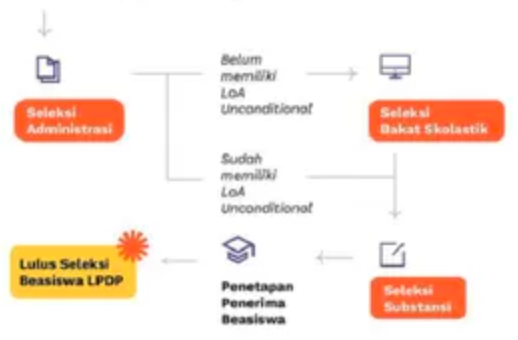 Belum
memiliki
LoA
Unconditional
Seleksi
Administrasi
Seleksi
Bakat Skolastik
Sudah
memiliki
LoA
Unconditional
Lulus Seleksi
Beasiswa LPDP
Penetapan
Penerima
Beasiswa
Seleksi
Substansi